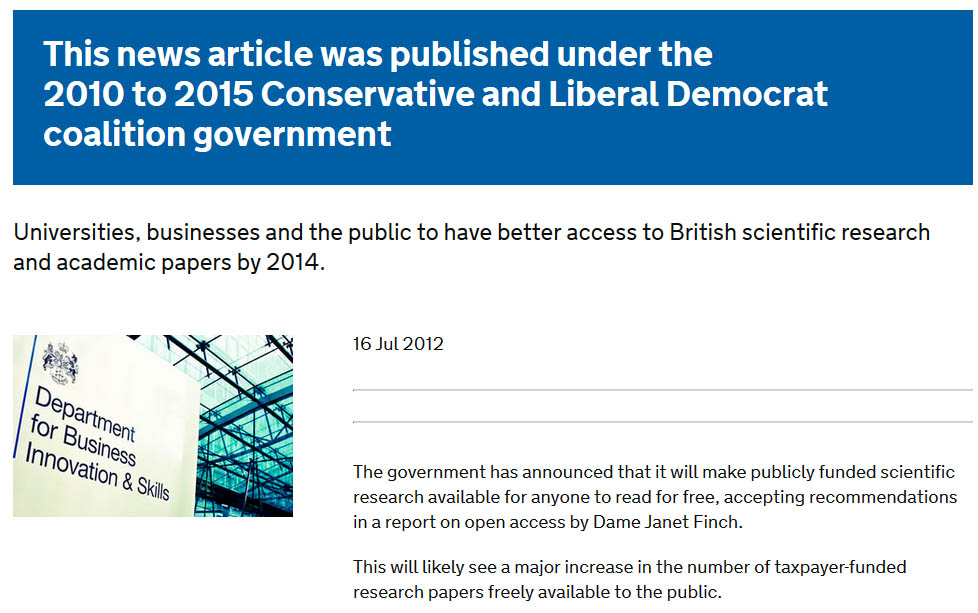 This news article was published under the
2010 to 2015 Conservative and Liberal Democrat
coalition government
Universities, businesses and the public to have better access to British scientific research
and academic papers by 2014.
Department
for Business
Innovation & Skills
16 Jul 2012
The government has announced that it will make publicly funded scientific
research available for anyone to read for free, accepting recommendations
in a report on open access by Dame Janet Finch.
This will likely see a major increase in the number of taxpayer-funded
research papers freely available to the public.